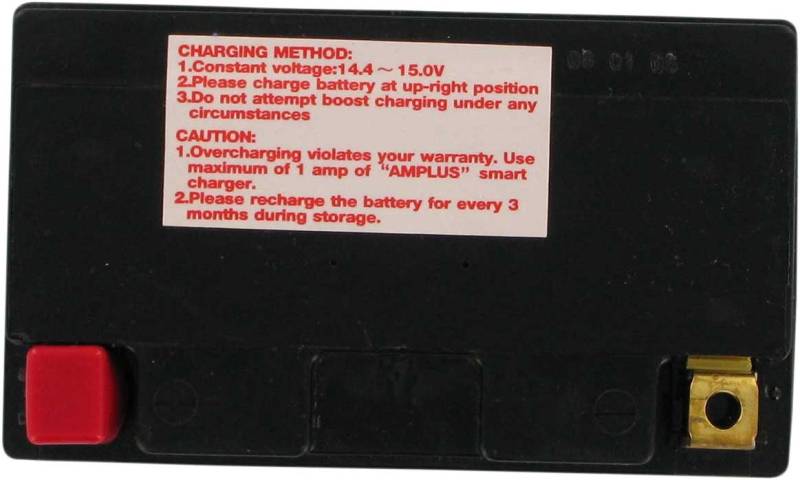 CHARGING METHOD:
1.Constant voltage:14.4 ~ 15.0V
2.Please charge battery at up-right position
3.Do not attempt boost charging under any
circumstances
CAUTION:
1.Overcharging violates your warranty. Use
maximum of 1 amp of "AMPLUS" smart
charger.
2.Please recharge the battery for every 3
months during storage.